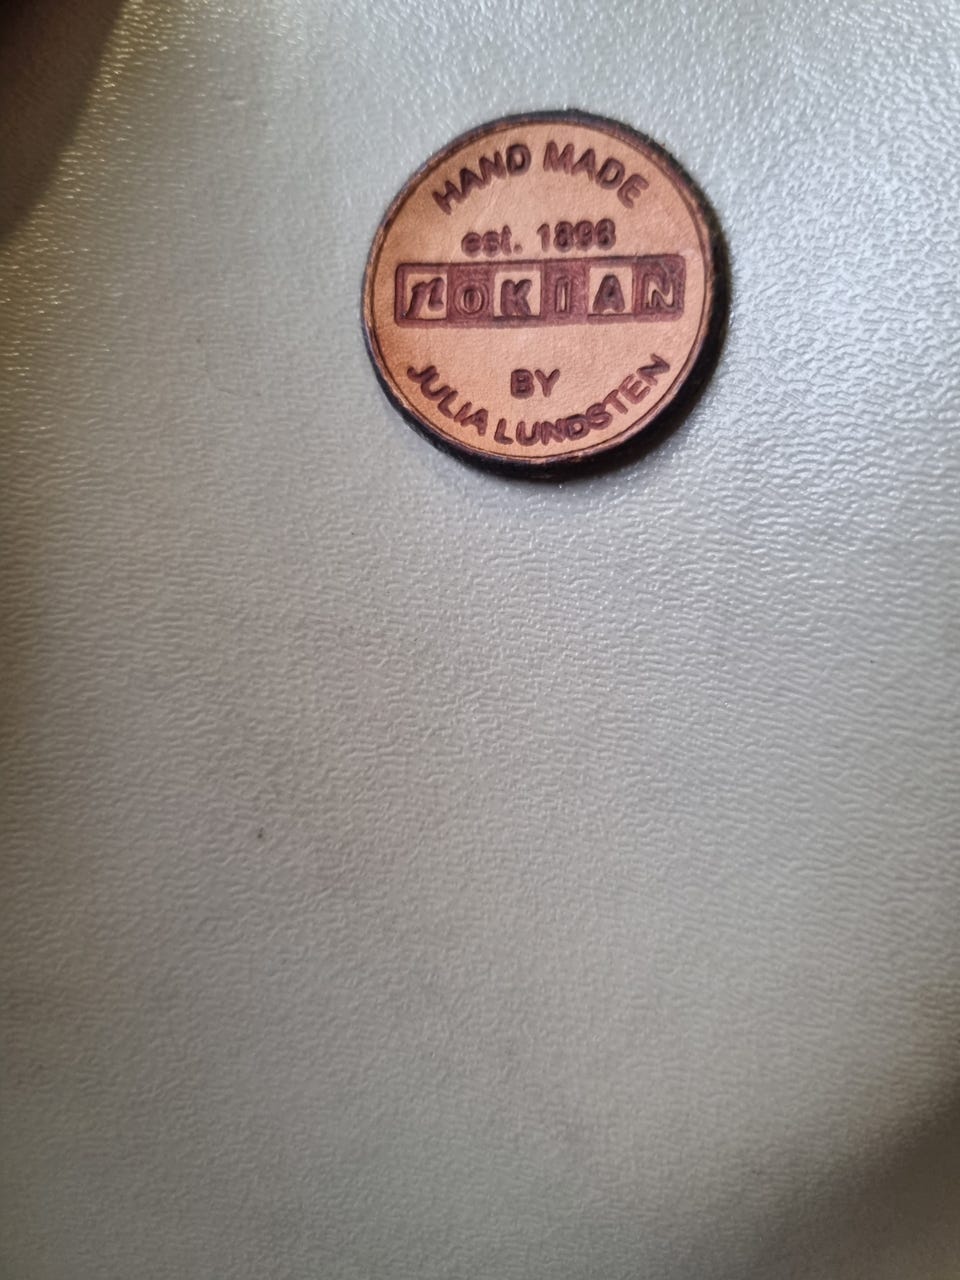 HAND MADE
est. 1898
nOKIAN
BY
JULIA LUNDSTEN